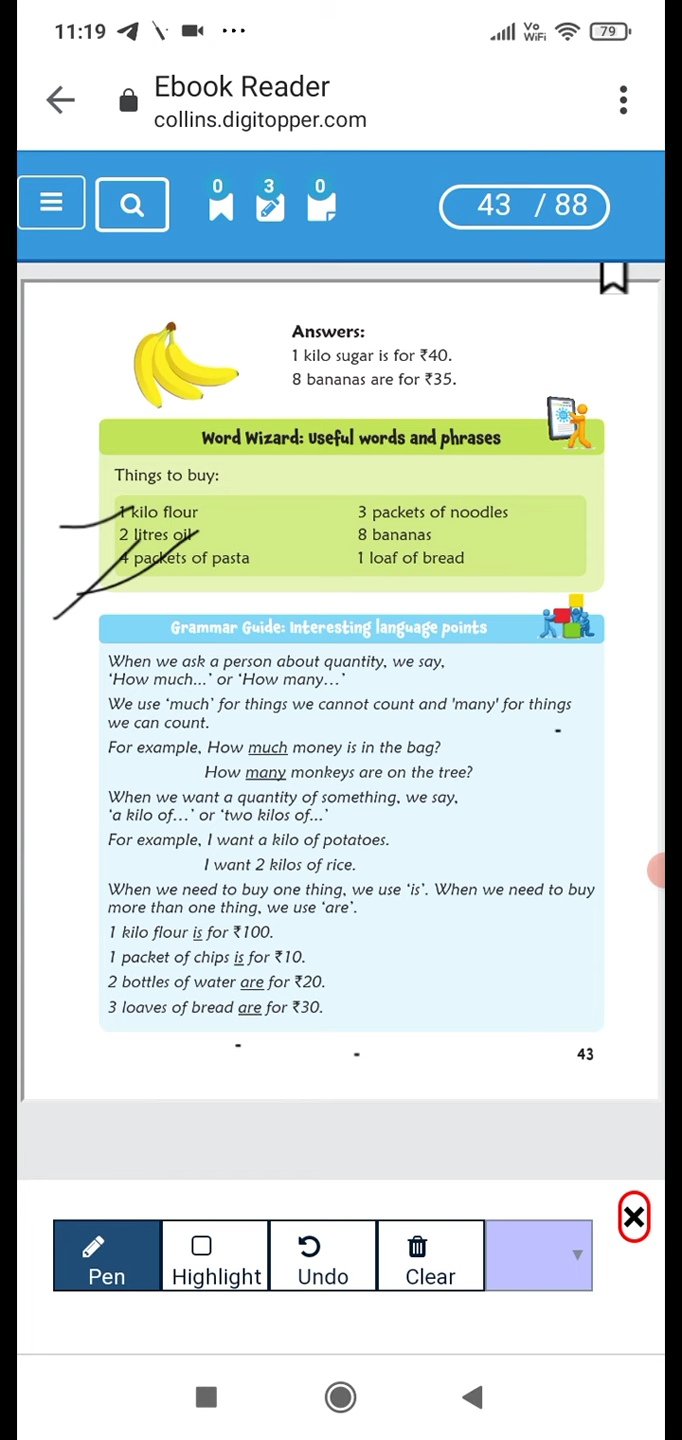 11:19
Vo
WiFi
79
Ebook Reader
collins.digitopper.com
0
3
0
43 / 88
Answers:
1 kilo sugar is for ₹40.
8 bananas are for ₹35.
Word Wizard: Useful words and phrases
Things to buy:
1 kilo flour
3 packets of noodles
2 litres oil
8 bananas
4 packets of pasta
1 loaf of bread
Grammar Guide: Interesting language points
When we ask a person about quantity, we say,
‘How much...’ or ‘How many...’
We use ‘much’ for things we cannot count and 'many' for things
we can count.
For example, How much money is in the bag?
How many monkeys are on the tree?
When we want a quantity of something, we say,
‘a kilo of...’ or ‘two kilos of...’
For example, I want a kilo of potatoes.
I want 2 kilos of rice.
When we need to buy one thing, we use ‘is’. When we need to buy
more than one thing, we use ‘are’.
1 kilo flour is for ₹100.
1 packet of chips is for ₹10.
2 bottles of water are for ₹20.
3 loaves of bread are for ₹30.
43
Pen
Highlight
Undo
Clear